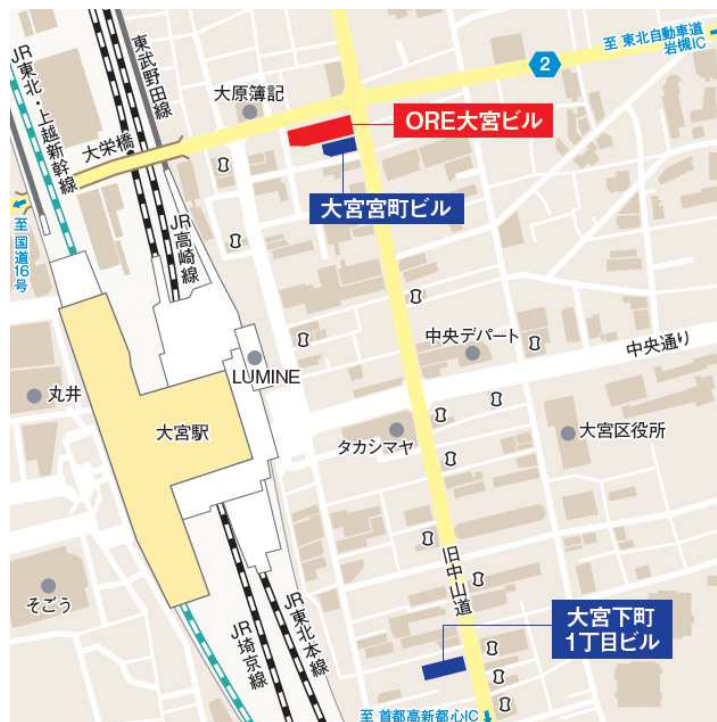 至 東北自動車道
岩槻IC
2
東武野田線
JR東北・上越新幹線
大原簿記
ORE大宮ビル
大栄橋
大宮宮町ビル
至 国道16号
JR高崎線
中央デパート
中央通り
LUMINE
丸井
大宮駅
タカシマヤ
大宮区役所
旧中山道
そごう
大宮下町
1丁目ビル
JR東北本線
JR埼京線
至 首都高新都心IC